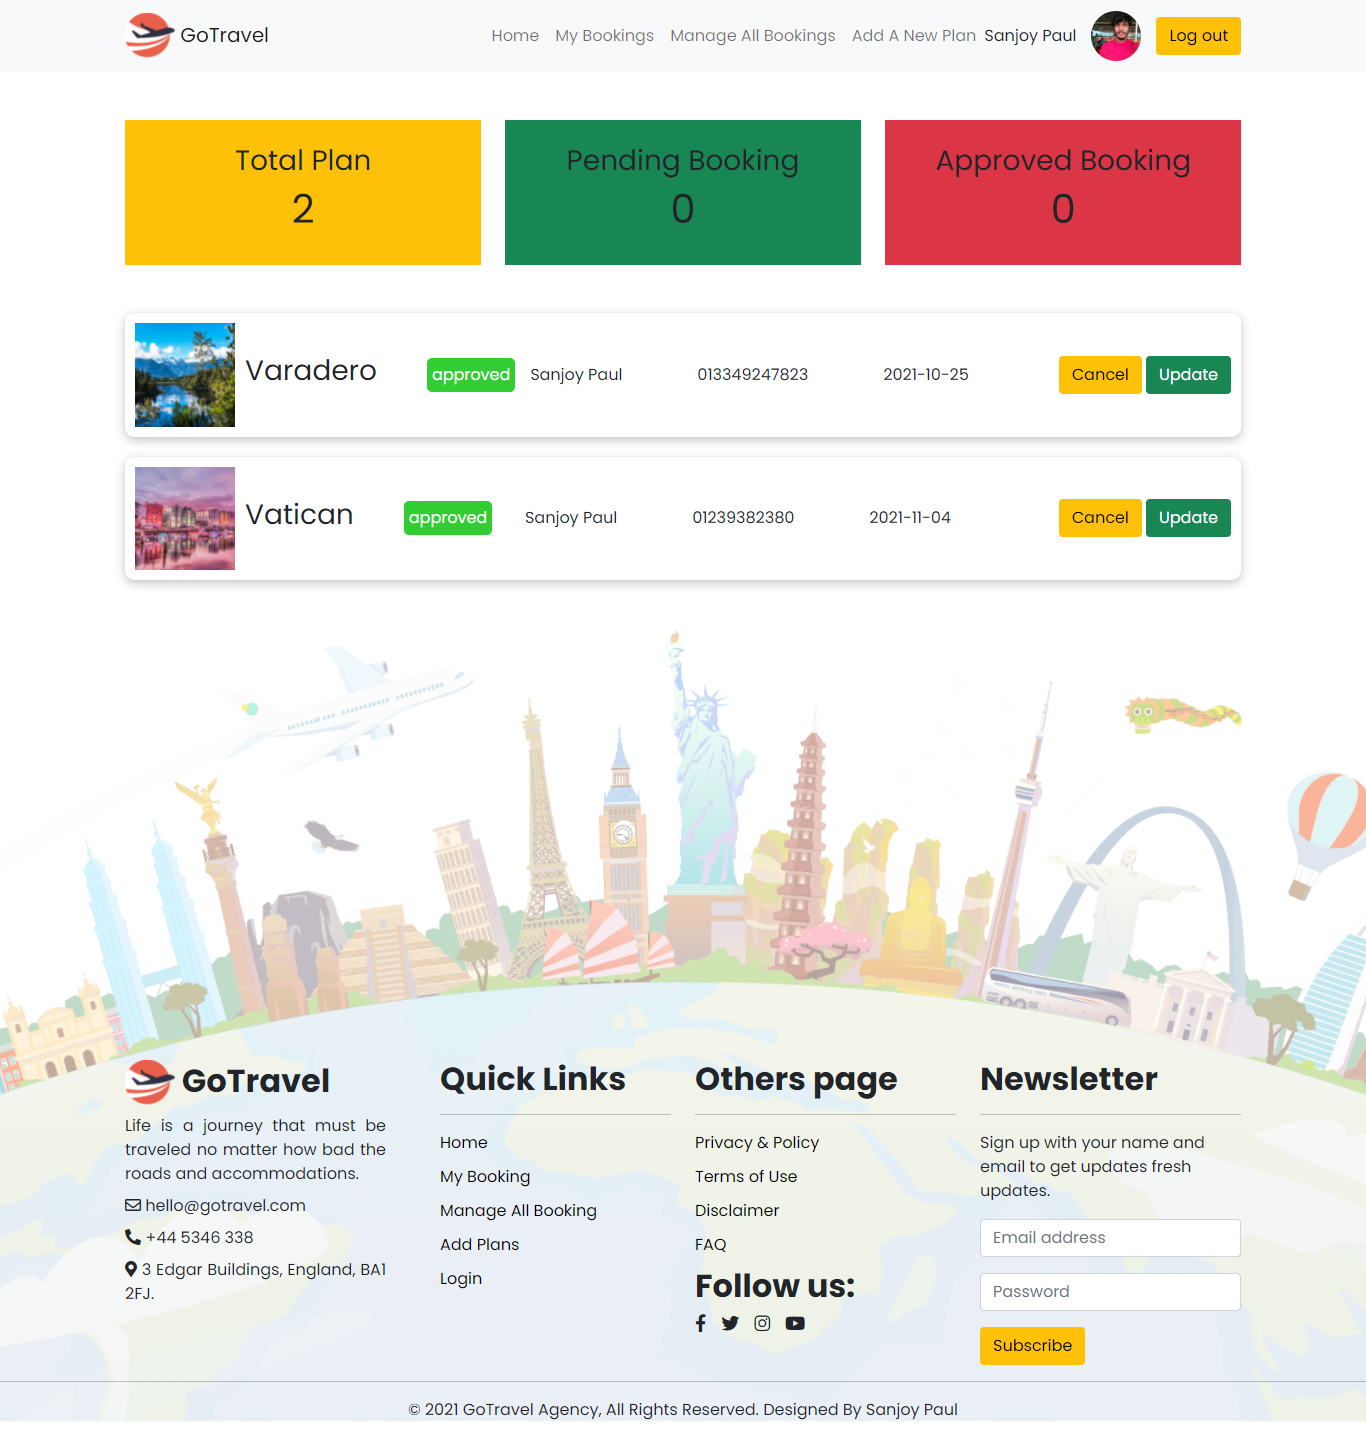 GoTravel
Home My Bookings Manage All Bookings Add A New Plan Sanjoy Paul Log out
Total Plan
2
Pending Booking
0
Approved Booking
0
Varadero approved Sanjoy Paul 013349247823 2021-10-25 Cancel Update
Vatican approved Sanjoy Paul 01239382380 2021-11-04 Cancel Update
GoTravel
Life is a journey that must be
traveled no matter how bad the
roads and accommodations.
hello@gotravel.com
+44 5346 338
3 Edgar Buildings, England, BA1
2FJ.
Quick Links
Home
My Booking
Manage All Booking
Add Plans
Login
Others page
Privacy & Policy
Terms of Use
Disclaimer
FAQ
Follow us:
Newsletter
Sign up with your name and
email to get updates fresh
updates.
Email address
Password
Subscribe
© 2021 GoTravel Agency, All Rights Reserved. Designed By Sanjoy Paul